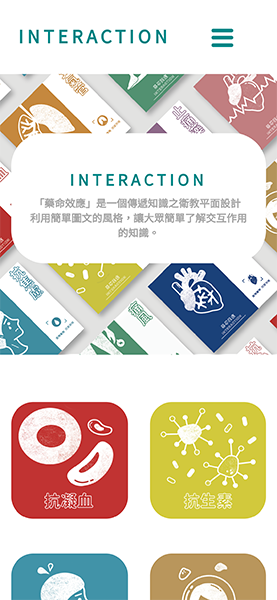 INTERACTION
INTERACTION
「藥命效應」是一個傳遞知識之衛教平面設計
利用簡單圖文的風格，讓大眾簡單了解交互作用
的知識。
抗凝血
抗生素